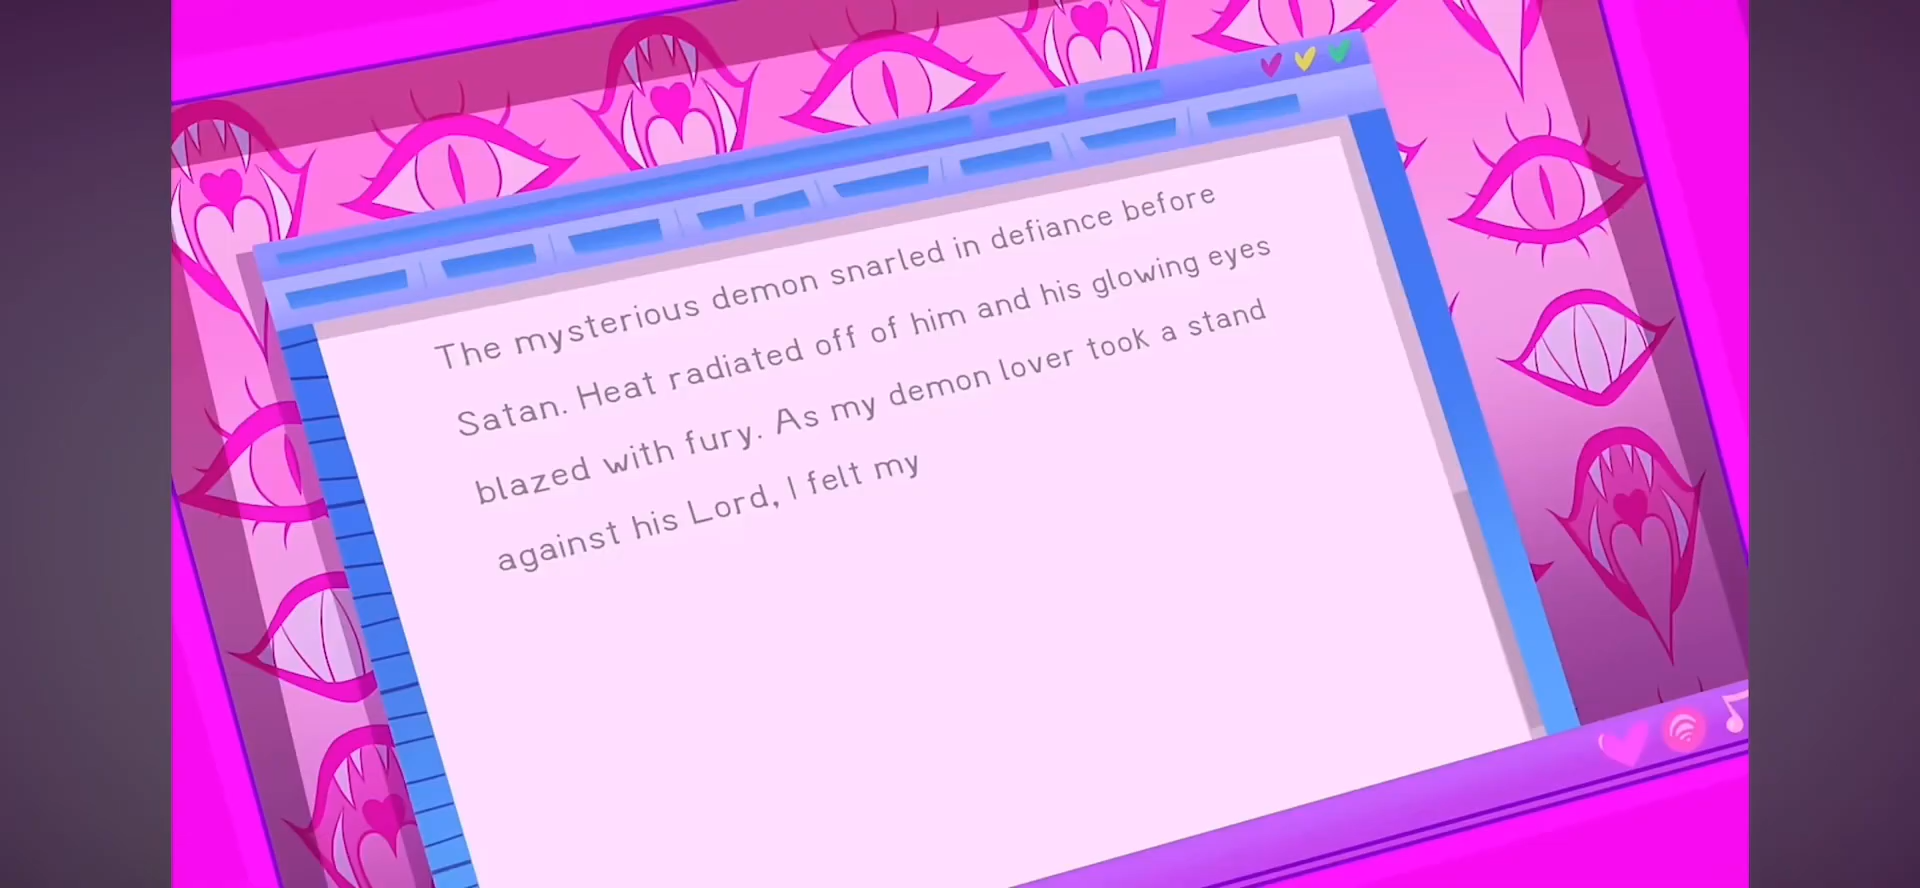 The mysterious demon snarled in defiance before
Satan. Heat radiated off of him and his glowing eyes
blazed with fury. As my demon lover took a stand
against his Lord, I felt my